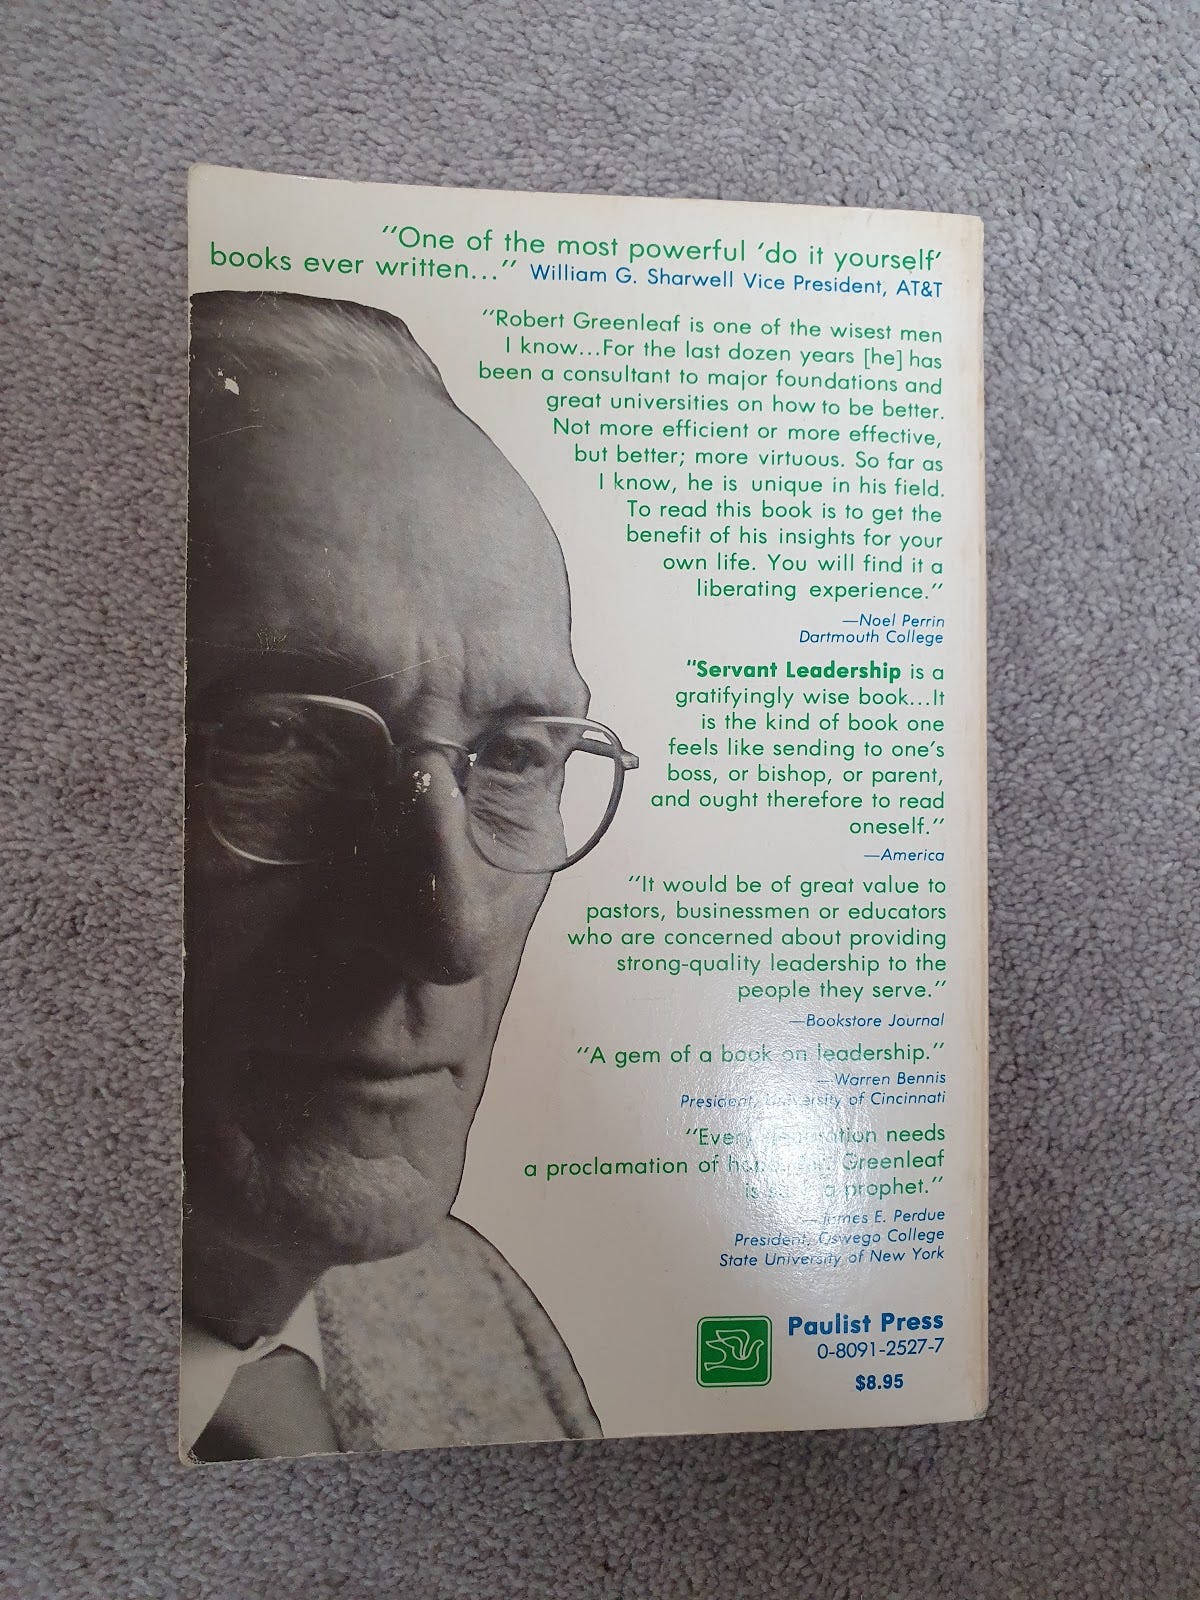 "One of the most powerful 'do it yourself'
books ever written..." William G. Sharwell Vice President, AT&T
"Robert Greenleaf is one of the wisest men
I know...For the last dozen years [he] has
been a consultant to major foundations and
great universities on how to be better.
Not more efficient or more effective,
but better; more virtuous. So far as
I know, he is unique in his field.
To read this book is to get the
benefit of his insights for your
own life. You will find it a
liberating experience."
—Noel Perrin
Dartmouth College
"Servant Leadership is a
gratifyingly wise book...It
is the kind of book one
feels like sending to one's
boss, or bishop, or parent,
and ought therefore to read
oneself."
—America
"It would be of great value to
pastors, businessmen or educators
who are concerned about providing
strong-quality leadership to the
people they serve."
—Bookstore Journal
"A gem of a book on leadership."
—Warren Bennis
President, University of Cincinnati
"Every needs
a proclamation of Greenleaf
is a prophet."
—James E. Perdue
President, Oswego College
State University of New York
Paulist Press
0-8091-2527-7
$8.95